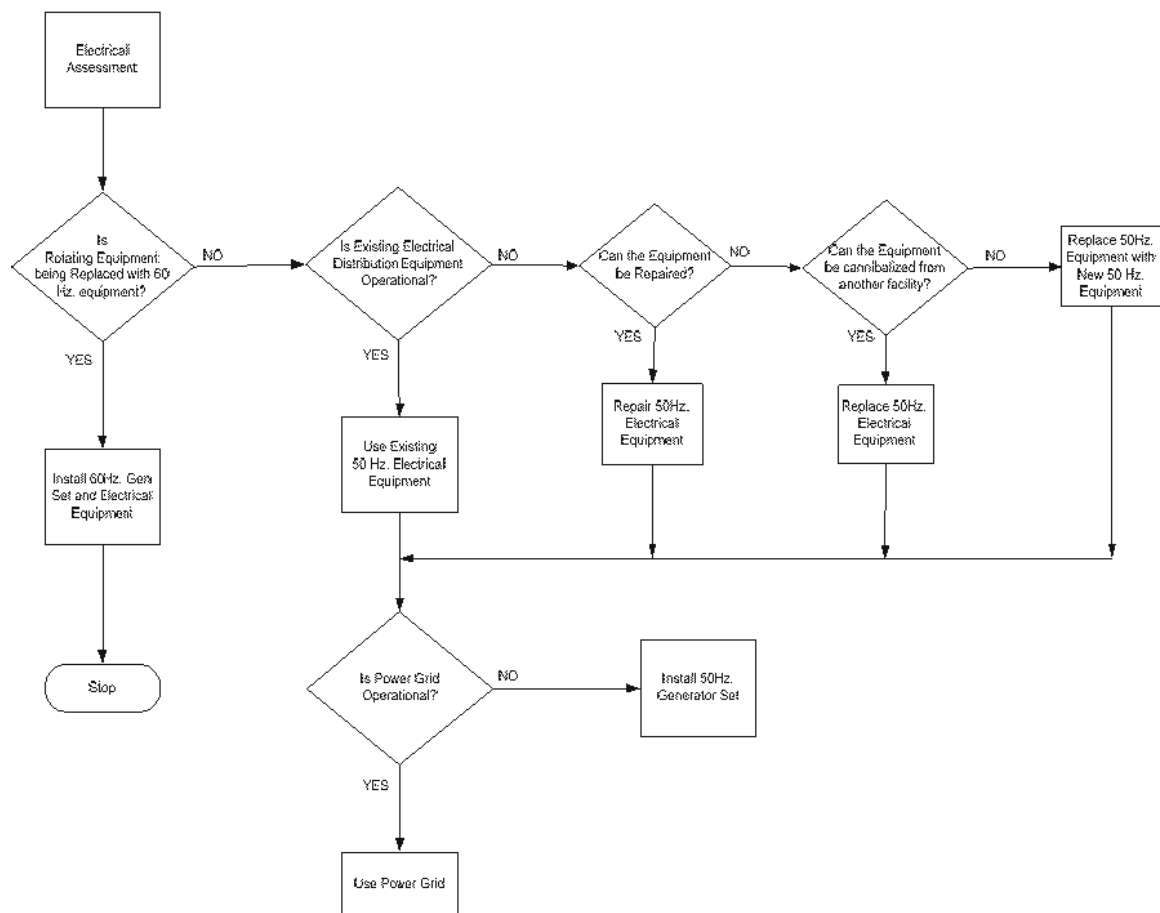 Electrical
Assessment
Is
Rotating Equipment
being Replaced with 60
Hz. equipment?
NO
YES
Is Existing Electrical
Distribution Equipment
Operational?
NO
YES
Can the Equipment
be Repaired?
NO
YES
Can the Equipment
be cannibalized from
another facility?
NO
YES
Replace 50Hz.
Equipment with
New 50 Hz.
Equipment
Install 60Hz. Gen
Set and Electrical
Equipment
Use Existing
50 Hz. Electrical
Equipment
Repair 50Hz.
Electrical
Equipment
Replace 50Hz.
Electrical
Equipment
Stop
Is Power Grid
Operational?
NO
YES
Install 50Hz.
Generator Set
Use Power Grid